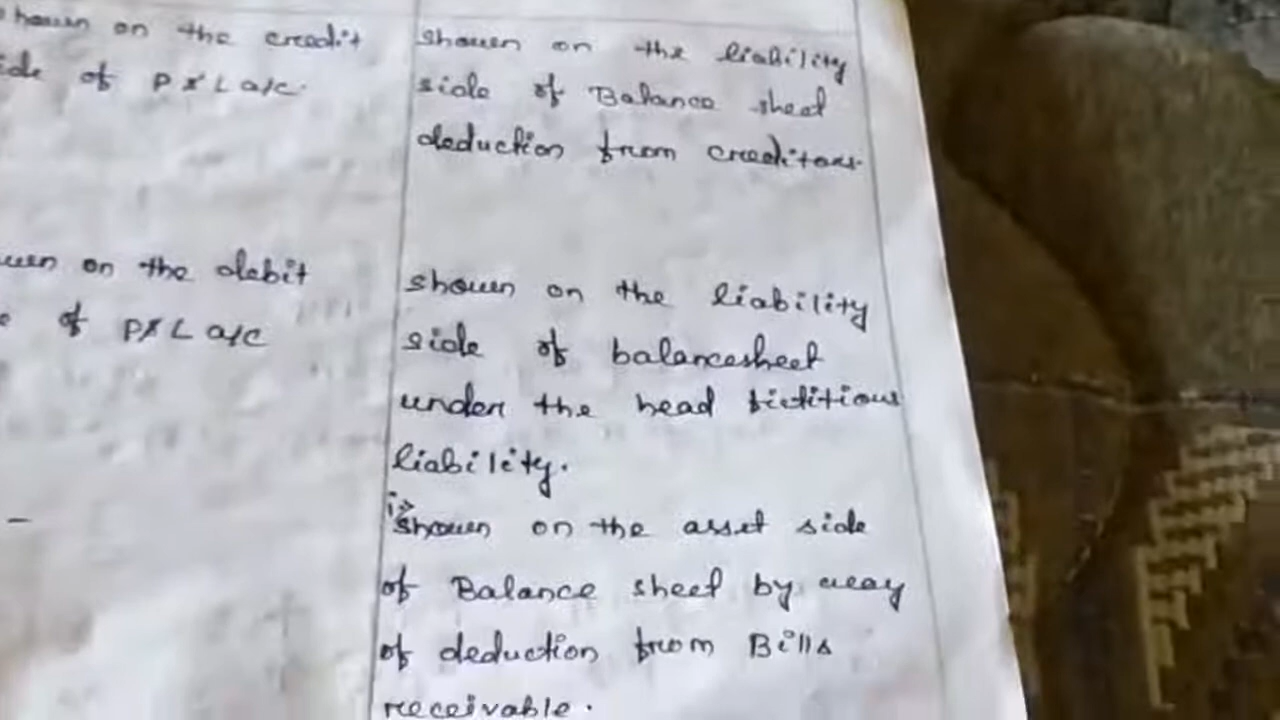 shown on the credit
side of P&L a/c.
shown on the liability
side of Balance sheet
deduction from creditors.
on the debit
of P&L a/c
shown on the liability
side of balancesheet
under the head fictitious
liability.
i>
shown on the asset side
of Balance sheet by way
of deduction from Bills
receivable.